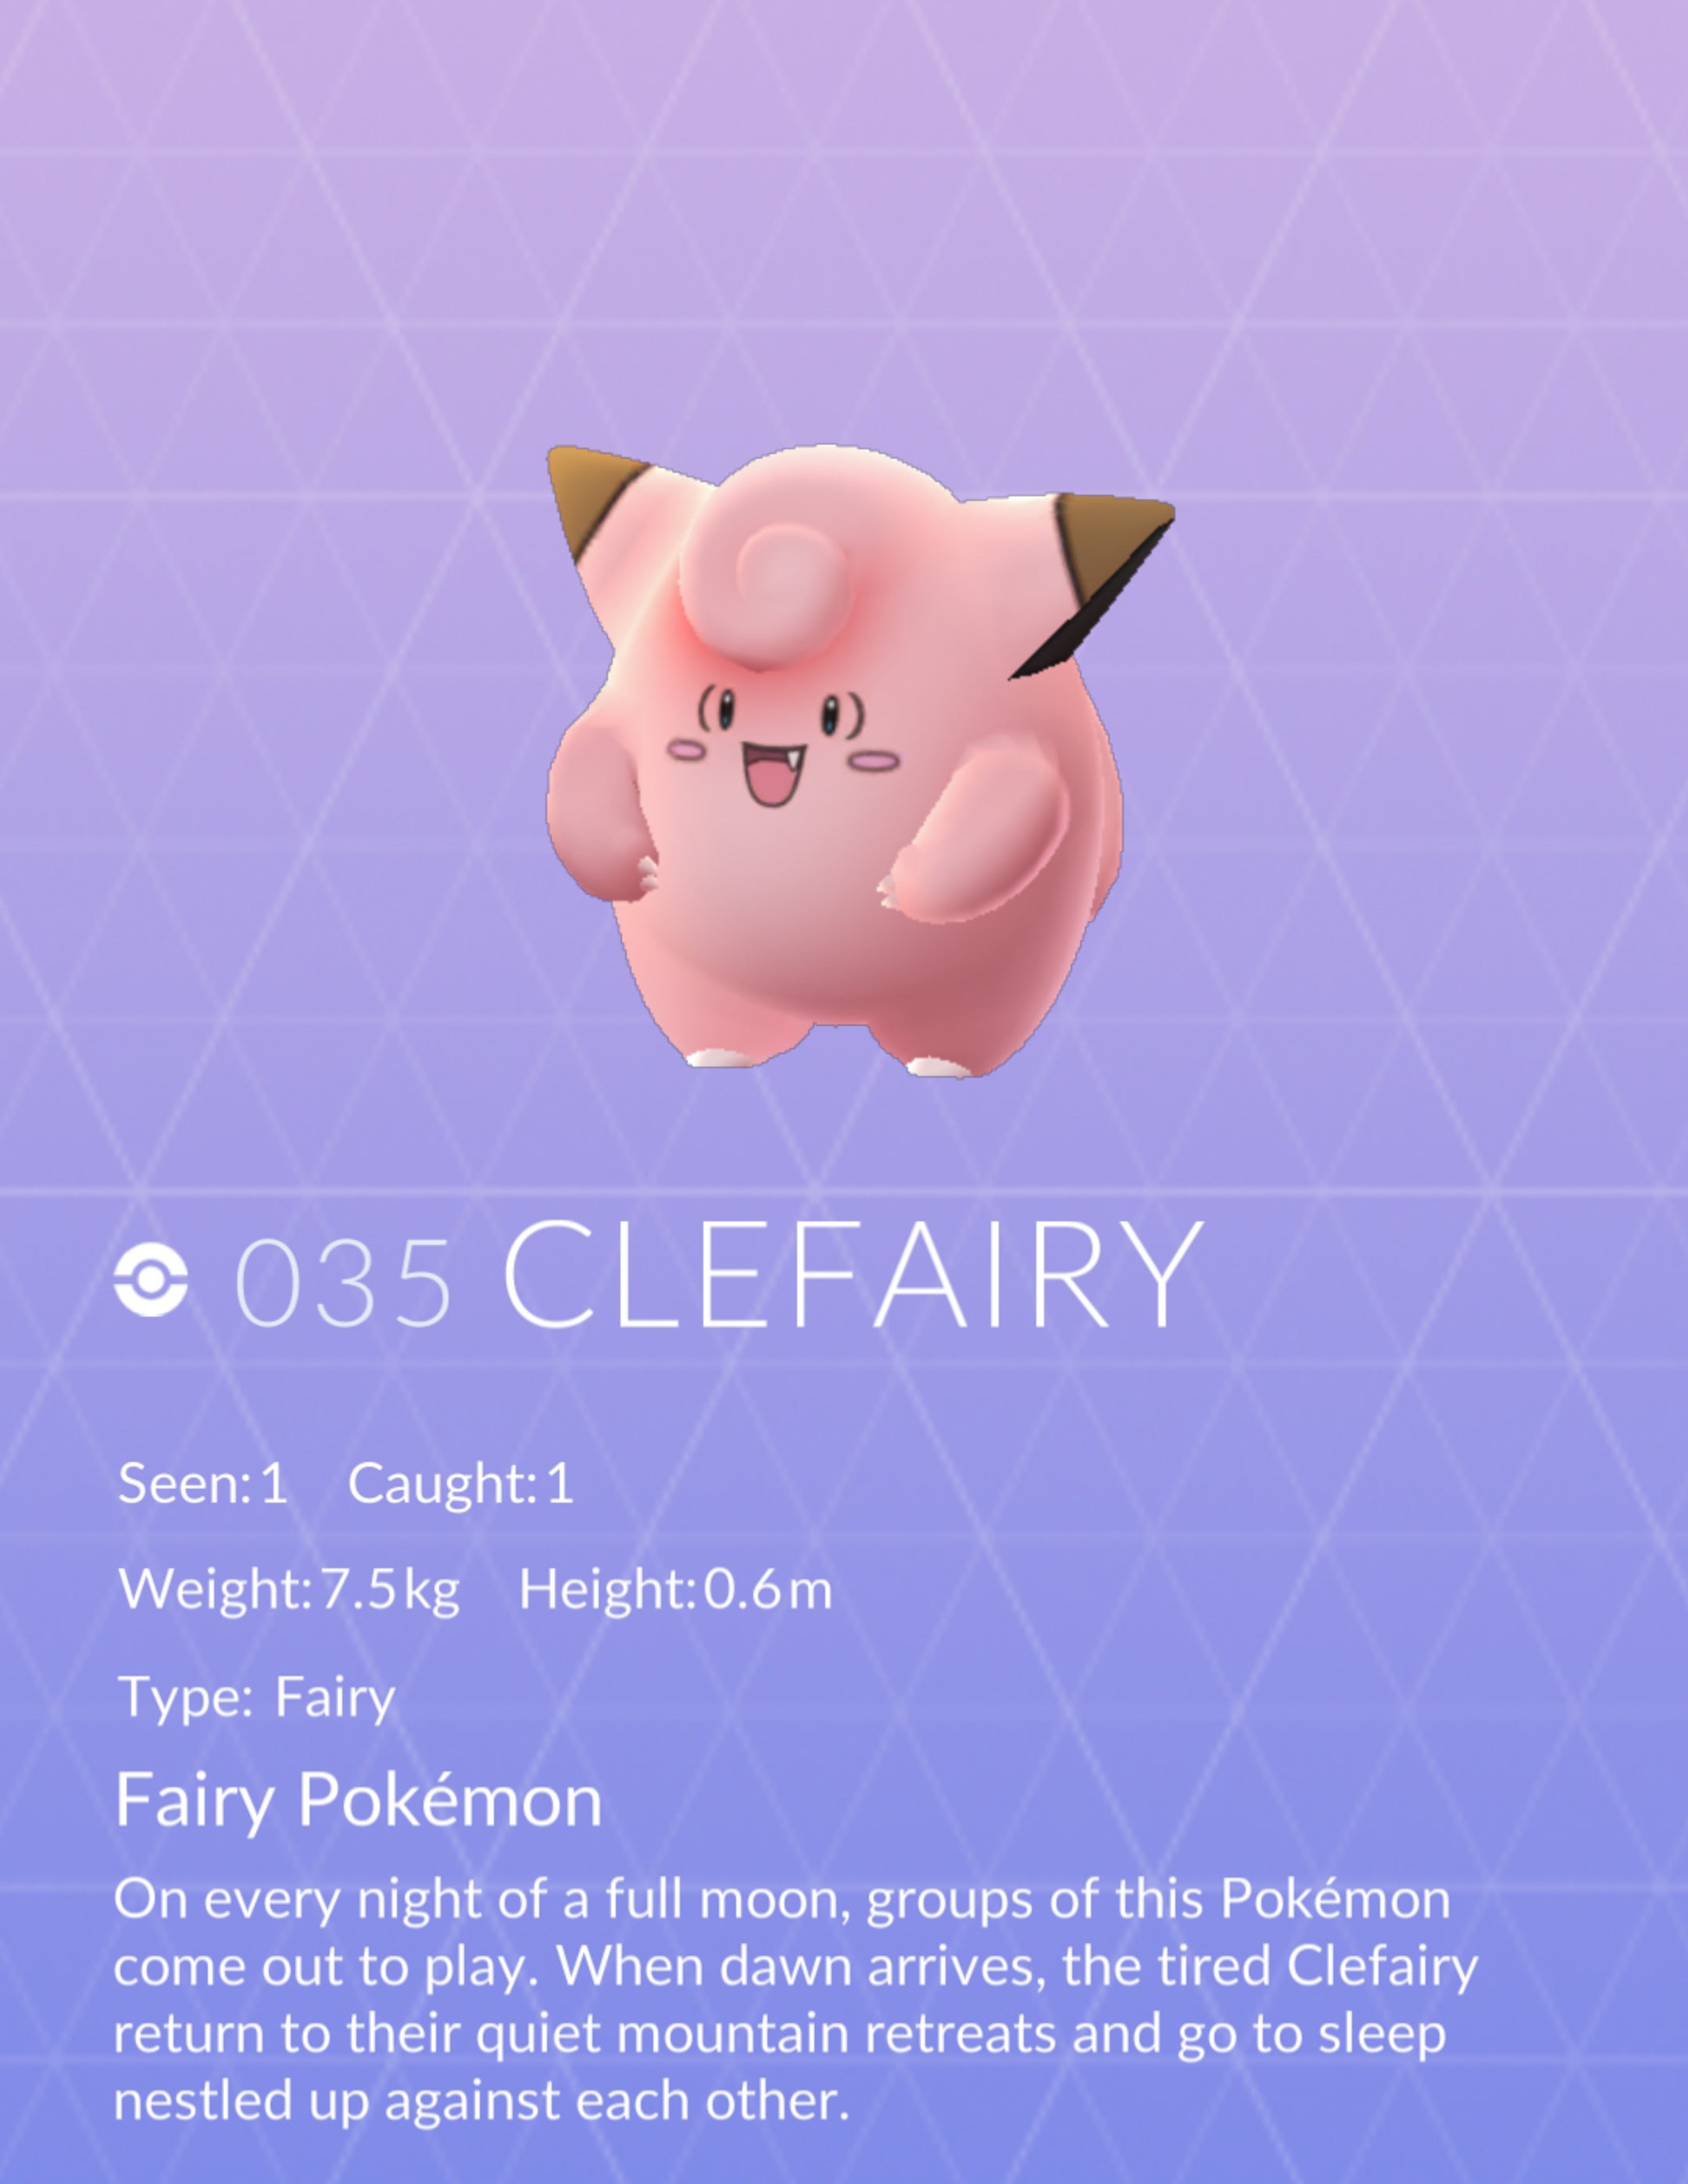 035 CLEFAIRY
Seen: 1 Caught: 1
Weight: 7.5 kg Height: 0.6 m
Type: Fairy
Fairy Pokémon
On every night of a full moon, groups of this Pokémon
come out to play. When dawn arrives, the tired Clefairy
return to their quiet mountain retreats and go to sleep
nestled up against each other.